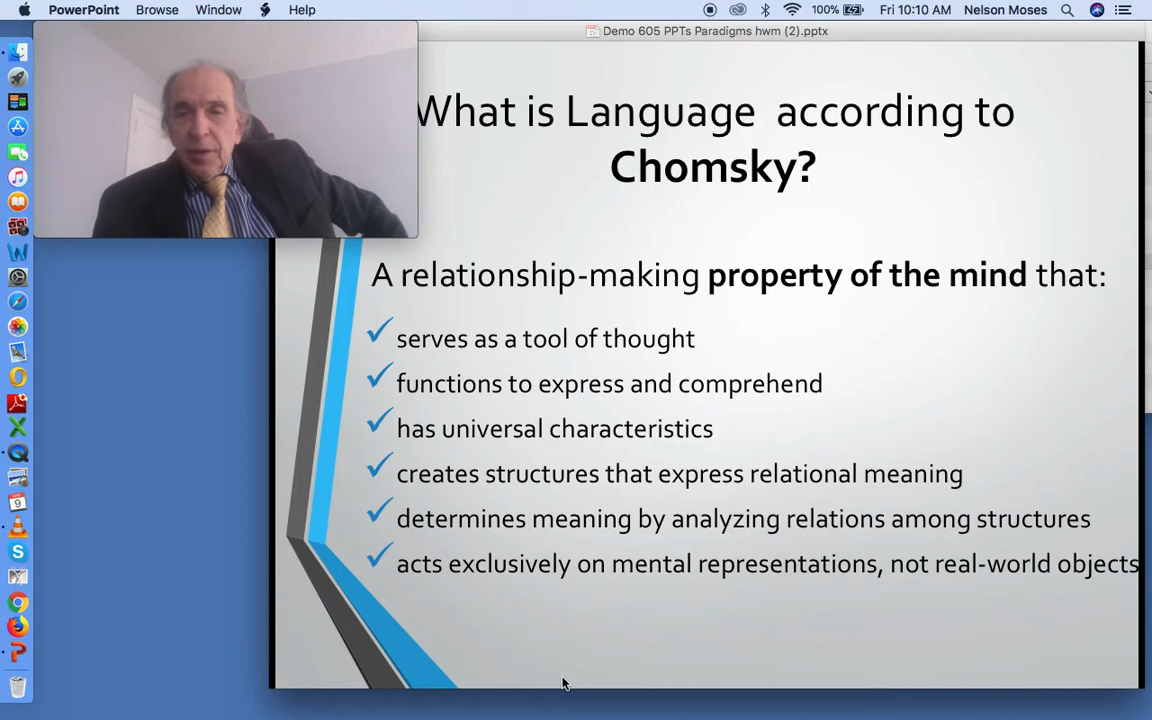 PowerPoint Browse Window Help 100% Fri 10:10 AM Nelson Moses
Demo 605 PPTs Paradigms hwm (2).pptx
What is Language according to
Chomsky?
A relationship-making property of the mind that:
serves as a tool of thought
functions to express and comprehend
has universal characteristics
creates structures that express relational meaning
determines meaning by analyzing relations among structures
acts exclusively on mental representations, not real-world objects